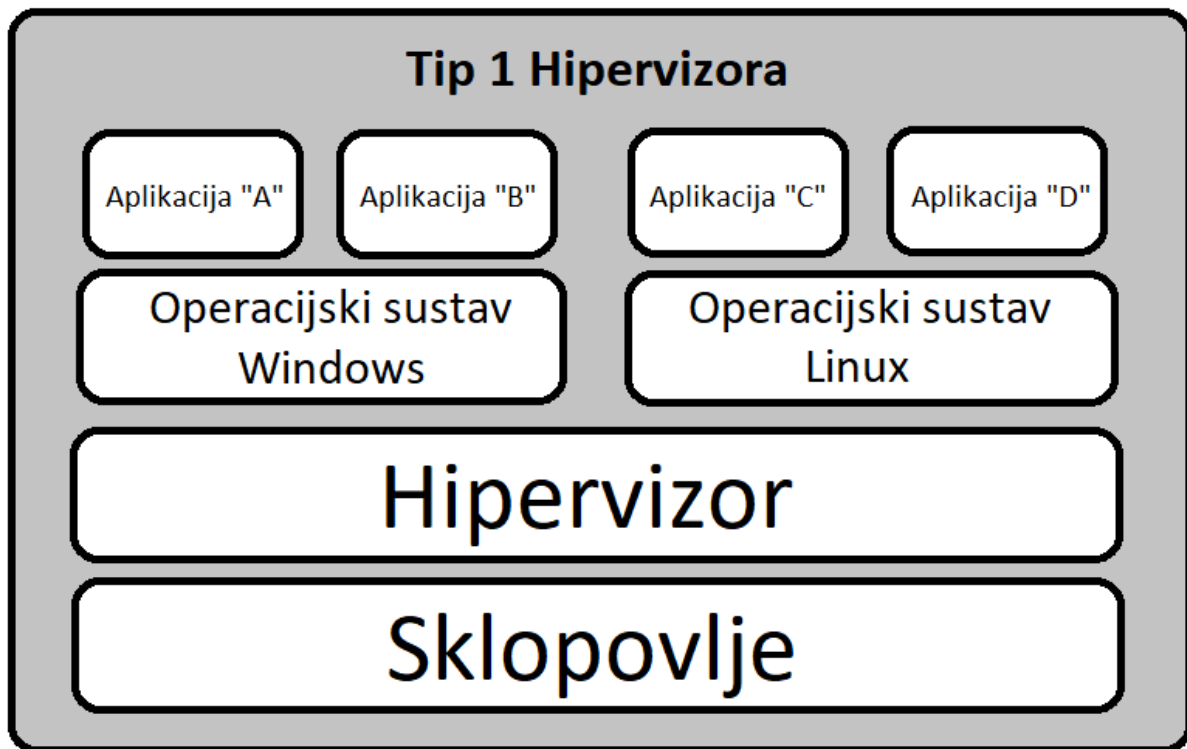 Tip 1 Hipervizora
Aplikacija "A"
Aplikacija "B"
Aplikacija "C"
Aplikacija "D"
Operacijski sustav
Windows
Operacijski sustav
Linux
Hipervizor
Sklopovlje